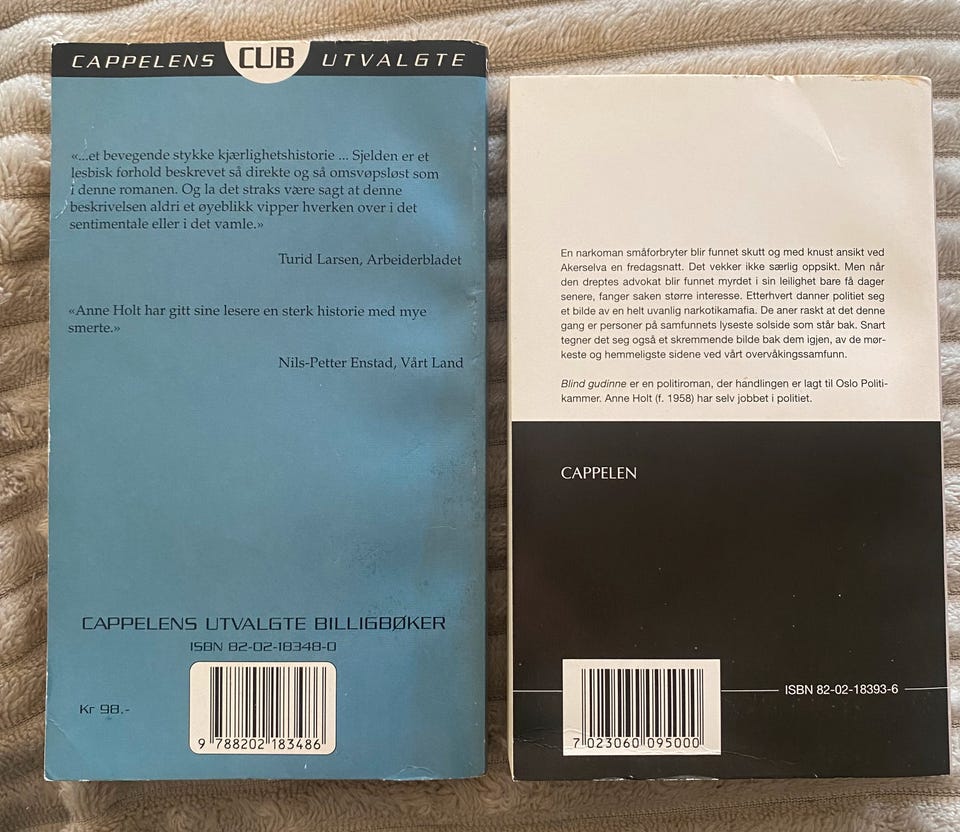 CAPPELENS CUB UTVALGTE
«...et bevegende stykke kjærlighetshistorie ... Sjelden er et
lesbisk forhold beskrevet så direkte og så omsvøpsløst som
i denne romanen. Og la det straks være sagt at denne
beskrivelsen aldri et øyeblikk vipper hverken over i det
sentimentale eller i det vamle.»
Turid Larsen, Arbeiderbladet
«Anne Holt har gitt sine lesere en sterk historie med mye
smerte.»
Nils-Petter Enstad, Vårt Land
CAPPELENS UTVALGTE BILLIGBØKER
ISBN 82-02-18348-0
Kr 98.-
9 788202 183486
En narkoman småforbryter blir funnet skutt og med knust ansikt ved
Akerselva en fredagsnatt. Det vekker ikke særlig oppsikt. Men når
den dreptes advokat blir funnet myrdet i sin leilighet bare få dager
senere, fanger saken større interesse. Etterhvert danner politiet seg
et bilde av en helt uvanlig narkotikamafia. De aner raskt at det denne
gang er personer på samfunnets lyseste solside som står bak. Snart
tegner det seg også et skremmende bilde bak dem igjen, av de mør-
keste og hemmeligste sidene ved vårt overvåkingssamfunn.
Blind gudinne er en politiroman, der handlingen er lagt til Oslo Politi-
kammer. Anne Holt (f. 1958) har selv jobbet i politiet.
CAPPELEN
ISBN 82-02-18393-6
7 023060 095000